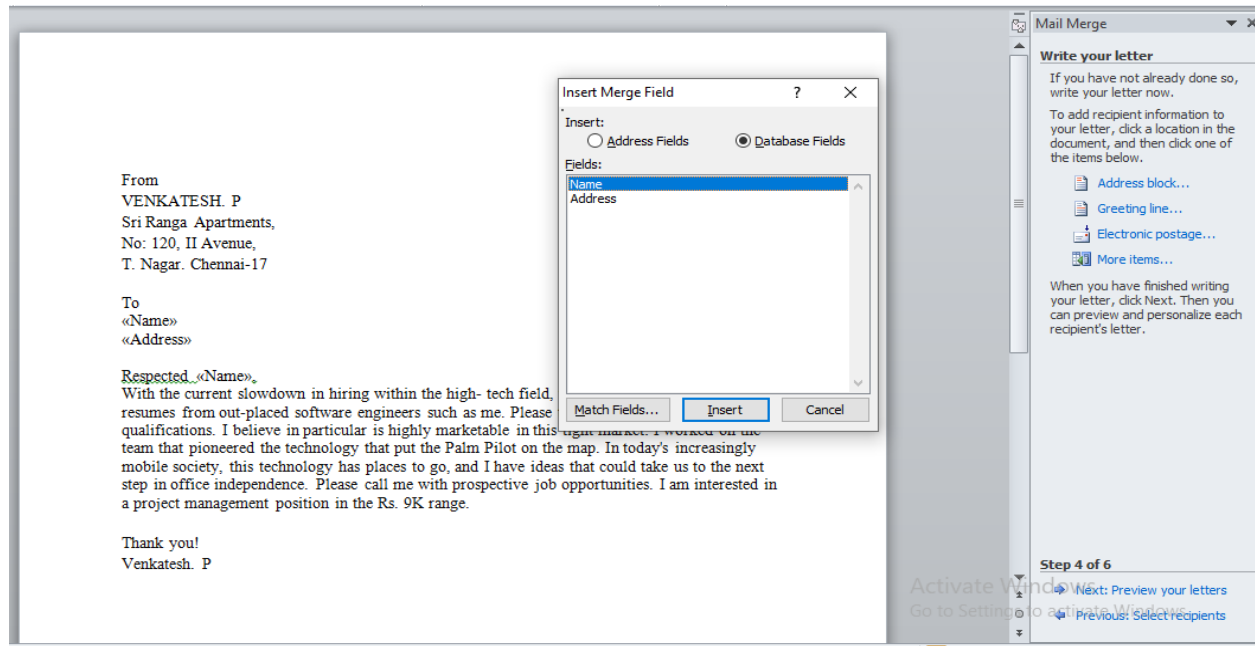 Mail Merge
Write your letter
If you have not already done so,
write your letter now.
To add recipient information to
your letter, click a location in the
document, and then click one of
the items below.
Address block...
Greeting line...
Electronic postage...
More items...
When you have finished writing
your letter, click Next. Then you
can preview and personalize each
recipient's letter.
Step 4 of 6
Next: Preview your letters
Previous: Select recipients
Insert Merge Field ?
Insert:
Address Fields Database Fields
Fields:
Name
Address
Match Fields... Insert Cancel
From
VENKATESH. P
Sri Ranga Apartments,
No: 120, II Avenue,
T. Nagar. Chennai-17
To
«Name»
«Address»
Respected «Name»,
With the current slowdown in hiring within the high- tech field,
resumes from out-placed software engineers such as me. Please
qualifications. I believe in particular is highly marketable in this tight market. I worked on the
team that pioneered the technology that put the Palm Pilot on the map. In today's increasingly
mobile society, this technology has places to go, and I have ideas that could take us to the next
step in office independence. Please call me with prospective job opportunities. I am interested in
a project management position in the Rs. 9K range.
Thank you!
Venkatesh. P
Activate Windows
Go to Settings to activate Windows.